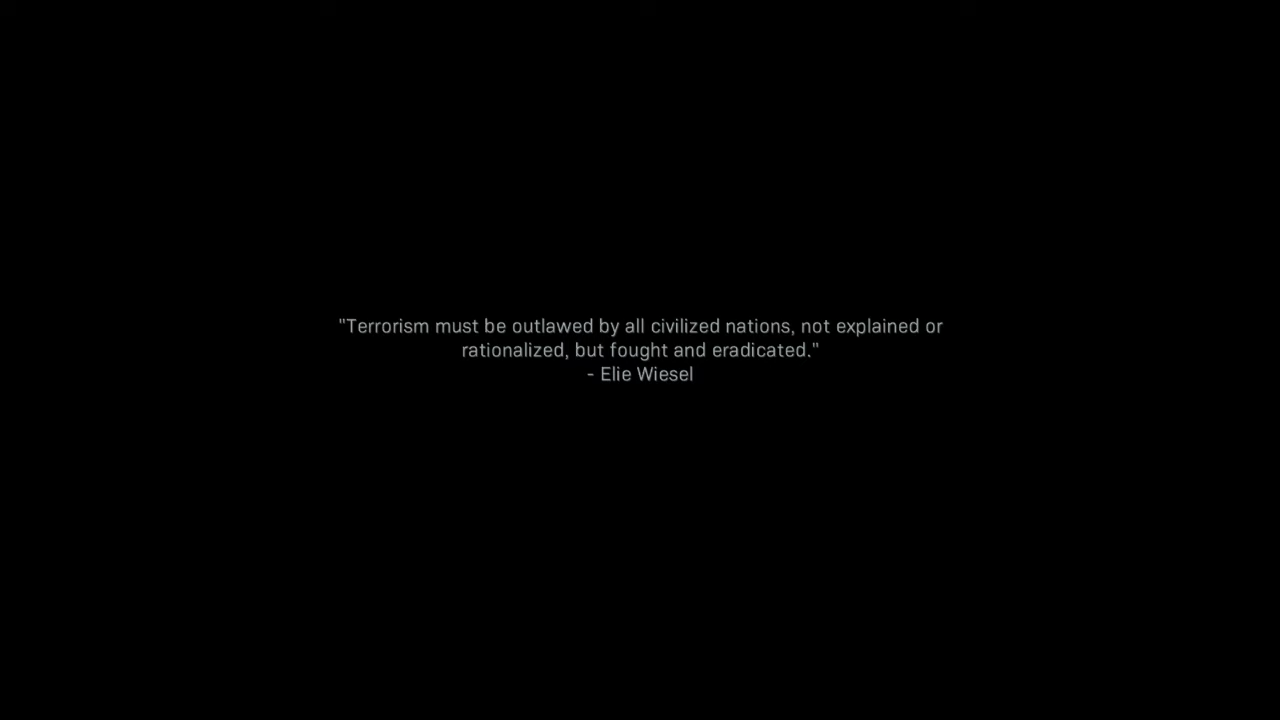 "Terrorism must be outlawed by all civilized nations, not explained or
rationalized, but fought and eradicated."
- Elie Wiesel